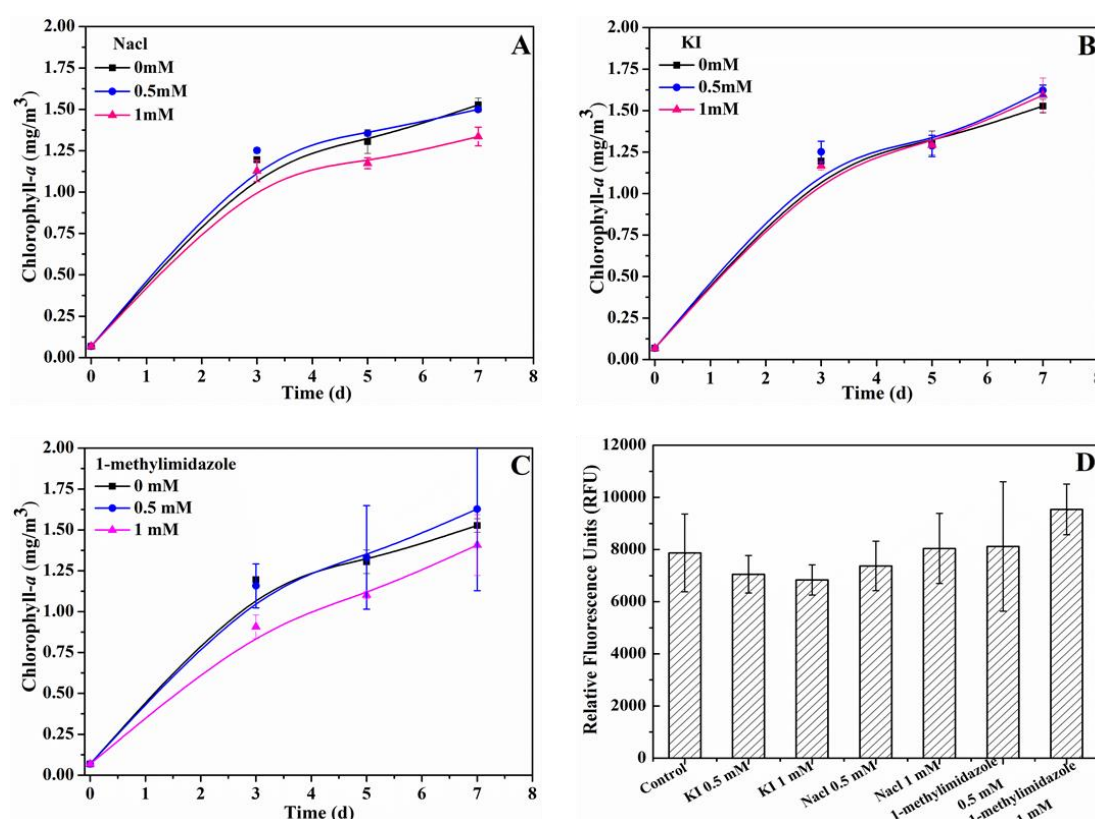 A
Nacl
0mM
0.5mM
1mM
Chlorophyll-a (mg/m³)
2.00
1.75
1.50
1.25
1.00
0.75
0.50
0.25
0.00
0 1 2 3 4 5 6 7 8
Time (d)
B
KI
0mM
0.5mM
1mM
Chlorophyll-a (mg/m³)
2.00
1.75
1.50
1.25
1.00
0.75
0.50
0.25
0.00
0 1 2 3 4 5 6 7 8
Time (d)
C
1-methylimidazole
0 mM
0.5 mM
1 mM
Chlorophyll-a (mg/m³)
2.00
1.75
1.50
1.25
1.00
0.75
0.50
0.25
0.00
0 1 2 3 4 5 6 7 8
Time (d)
D
Relative Fluorescence Units (RFU)
12000
10000
8000
6000
4000
2000
0
Control
KI 0.5 mM
KI 1 mM
Nacl 0.5 mM
Nacl 1 mM
1-methylimidazole
0.5 mM
1-methylimidazole
1 mM